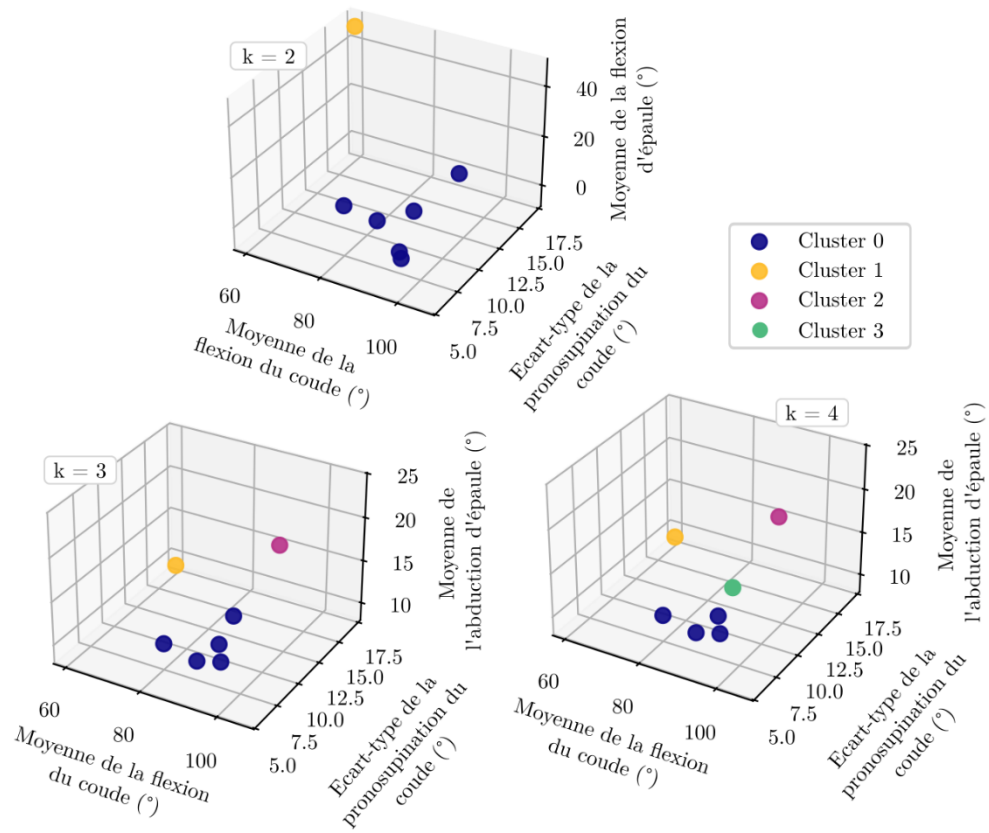 k = 2
Moyenne de la flexion
d'épaule (°)
40
20
0
17.5
15.0
12.5
10.0
7.5
5.0
60
80
100
Moyenne de la
flexion du coude (°)
Ecart-type de la
pronosupination du
coude (°)
Cluster 0
Cluster 1
Cluster 2
Cluster 3
k = 3
25
20
15
10
Moyenne de
l'abduction d'épaule (°)
17.5
15.0
12.5
10.0
7.5
5.0
60
80
100
Moyenne de la flexion
du coude (°)
Ecart-type de la
pronosupination du
coude (°)
k = 4
25
20
15
10
Moyenne de
l'abduction d'épaule (°)
17.5
15.0
12.5
10.0
7.5
5.0
60
80
100
Moyenne de la flexion
du coude (°)
Ecart-type de la
pronosupination du
coude (°)